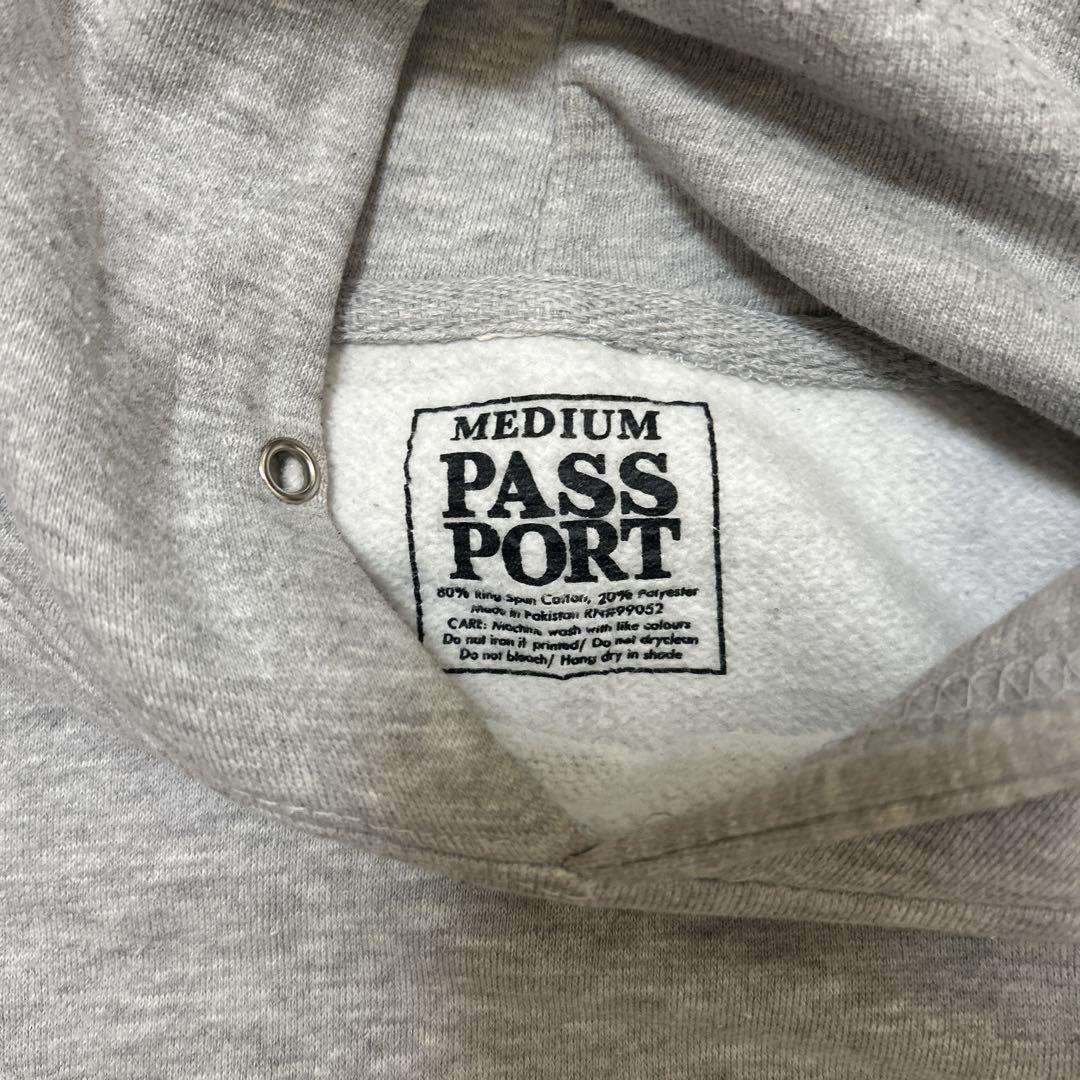 MEDIUM
PASS
PORT
80% Ring Spun Cotton, 20% Polyester
Made in Pakistan RN#99052
CARE: Machine wash with like colours
Do not iron if printed/ Do not dryclean
Do not bleach/ Hang dry in shade